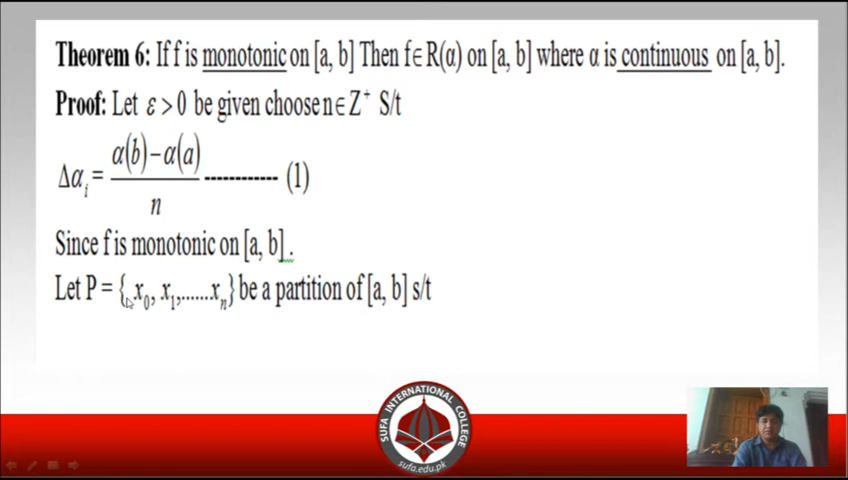 Theorem 6: If f is monotonic on [a, b] Then f∈R(α) on [a, b] where α is continuous on [a, b].
Proof: Let ε > 0 be given choose n∈Z⁺ S/t
Δαᵢ = (α(b) − α(a)) / n ------------ (1)
Since f is monotonic on [a, b] .
Let P = { x₀, x₁,......xₙ} be a partition of [a, b] s/t
SUFA INTERNATIONAL COLLEGE
sufa.edu.pk